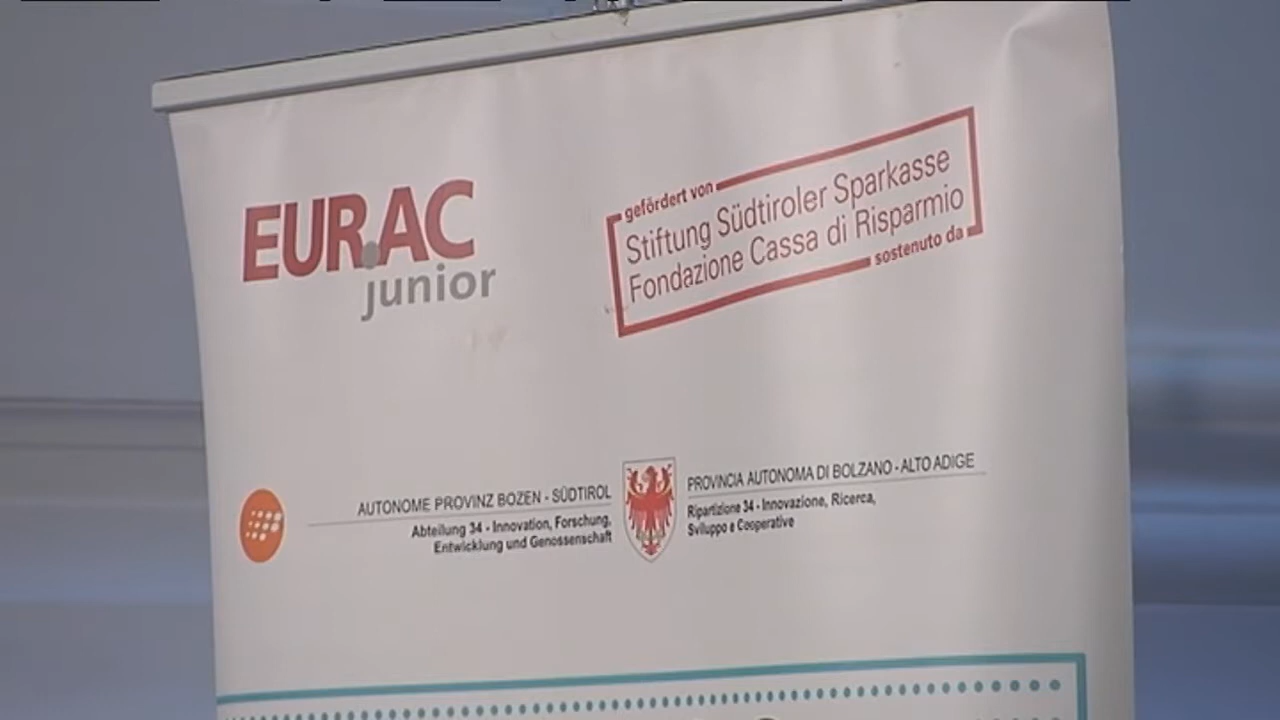 EURAC
junior
gefördert von
Stiftung Südtiroler Sparkasse
Fondazione Cassa di Risparmio
sostenuto da
AUTONOME PROVINZ BOZEN - SÜDTIROL
Abteilung 34 - Innovation, Forschung,
Entwicklung und Genossenschaft
PROVINCIA AUTONOMA DI BOLZANO - ALTO ADIGE
Ripartizione 34 - Innovazione, Ricerca,
Sviluppo e Cooperative